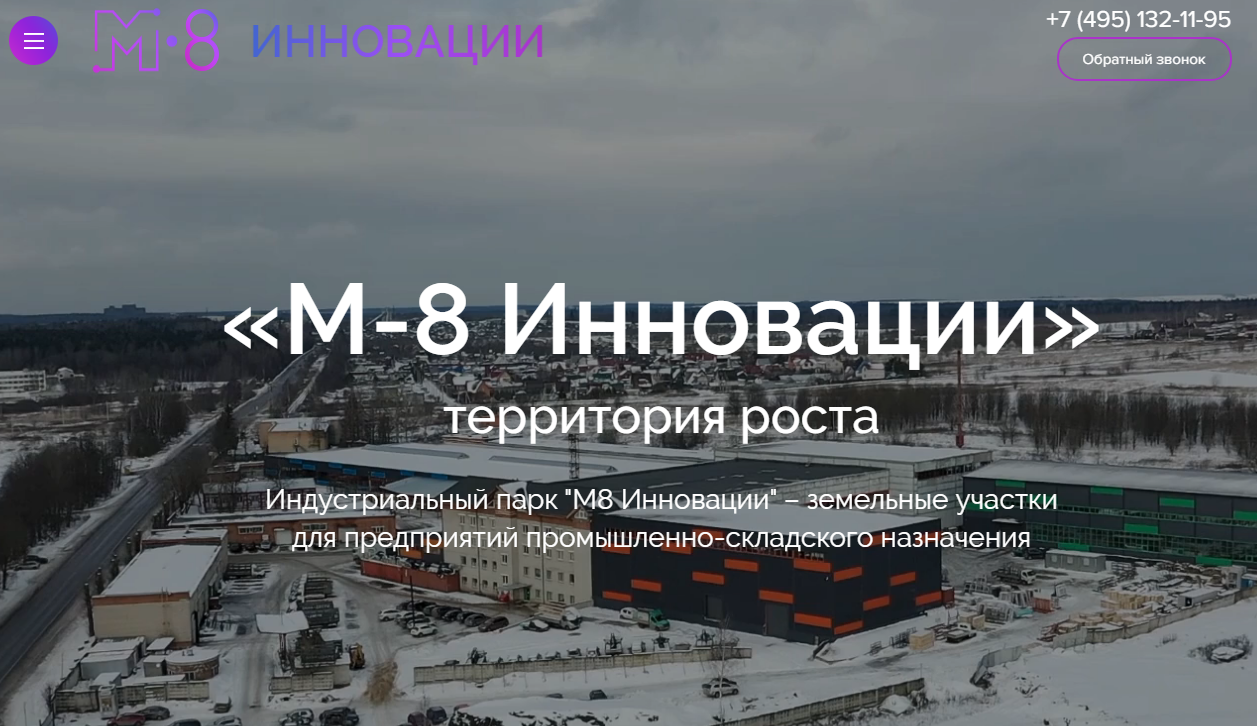 М-8 ИННОВАЦИИ
+7 (495) 132-11-95
Обратный звонок
«М-8 Инновации»
территория роста
Индустриальный парк "М8 Инновации" – земельные участки
для предприятий промышленно-складского назначения